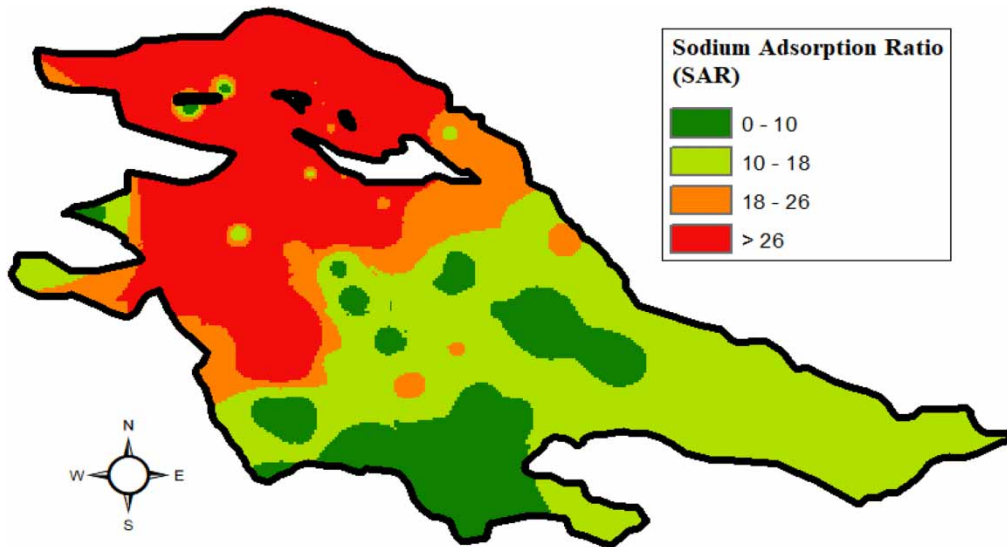 Sodium Adsorption Ratio
(SAR)
0 - 10
10 - 18
18 - 26
> 26
N
W E
S